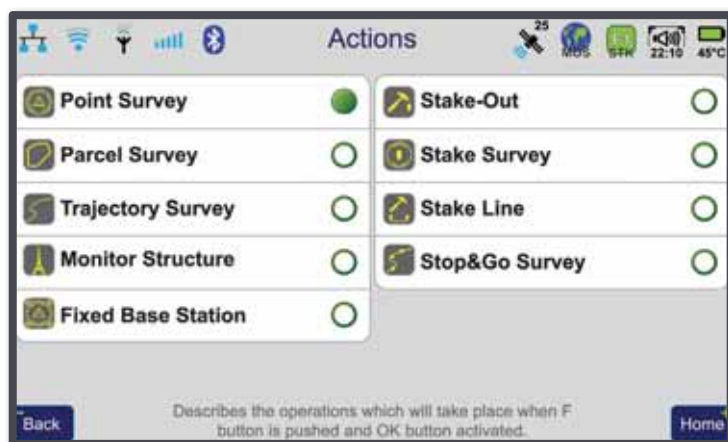 Actions
25
MDS
STK
22:10
45°C
Point Survey
Stake-Out
Parcel Survey
Stake Survey
Trajectory Survey
Stake Line
Monitor Structure
Stop&Go Survey
Fixed Base Station
Back
Describes the operations which will take place when F
button is pushed and OK button activated.
Home